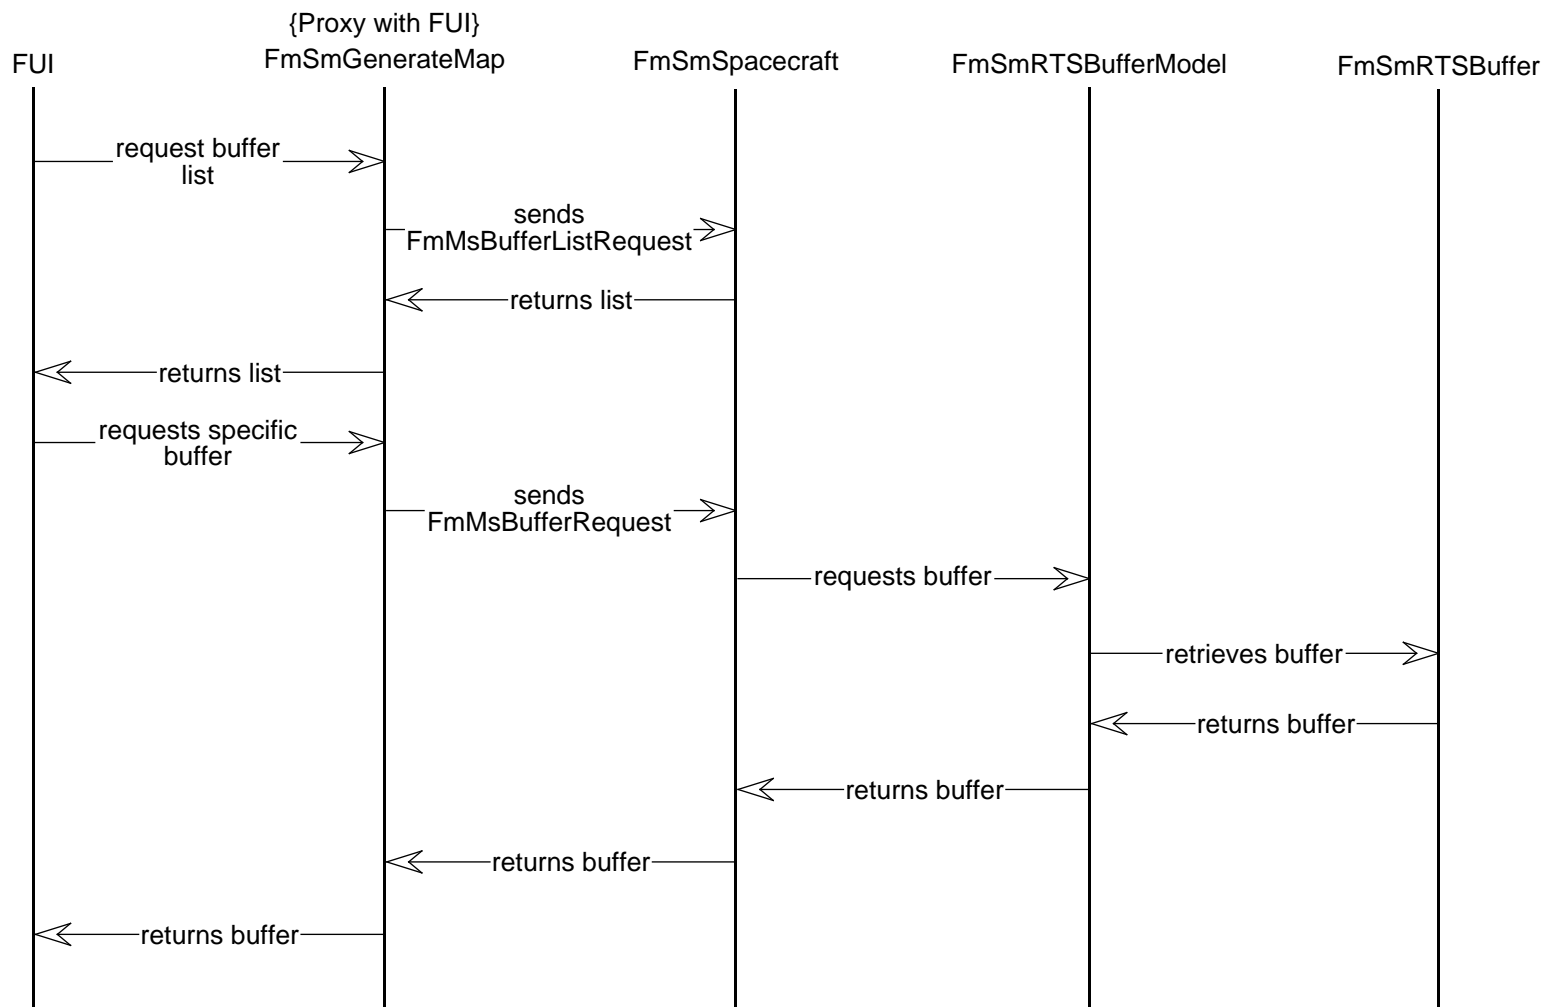 {Proxy with FUI}
FUI
FmSmGenerateMap
FmSmSpacecraft
FmSmRTSBufferModel
FmSmRTSBuffer
request buffer
list
sends
FmMsBufferListRequest
returns list
returns list
requests specific
buffer
sends
FmMsBufferRequest
requests buffer
retrieves buffer
returns buffer
returns buffer
returns buffer
returns buffer